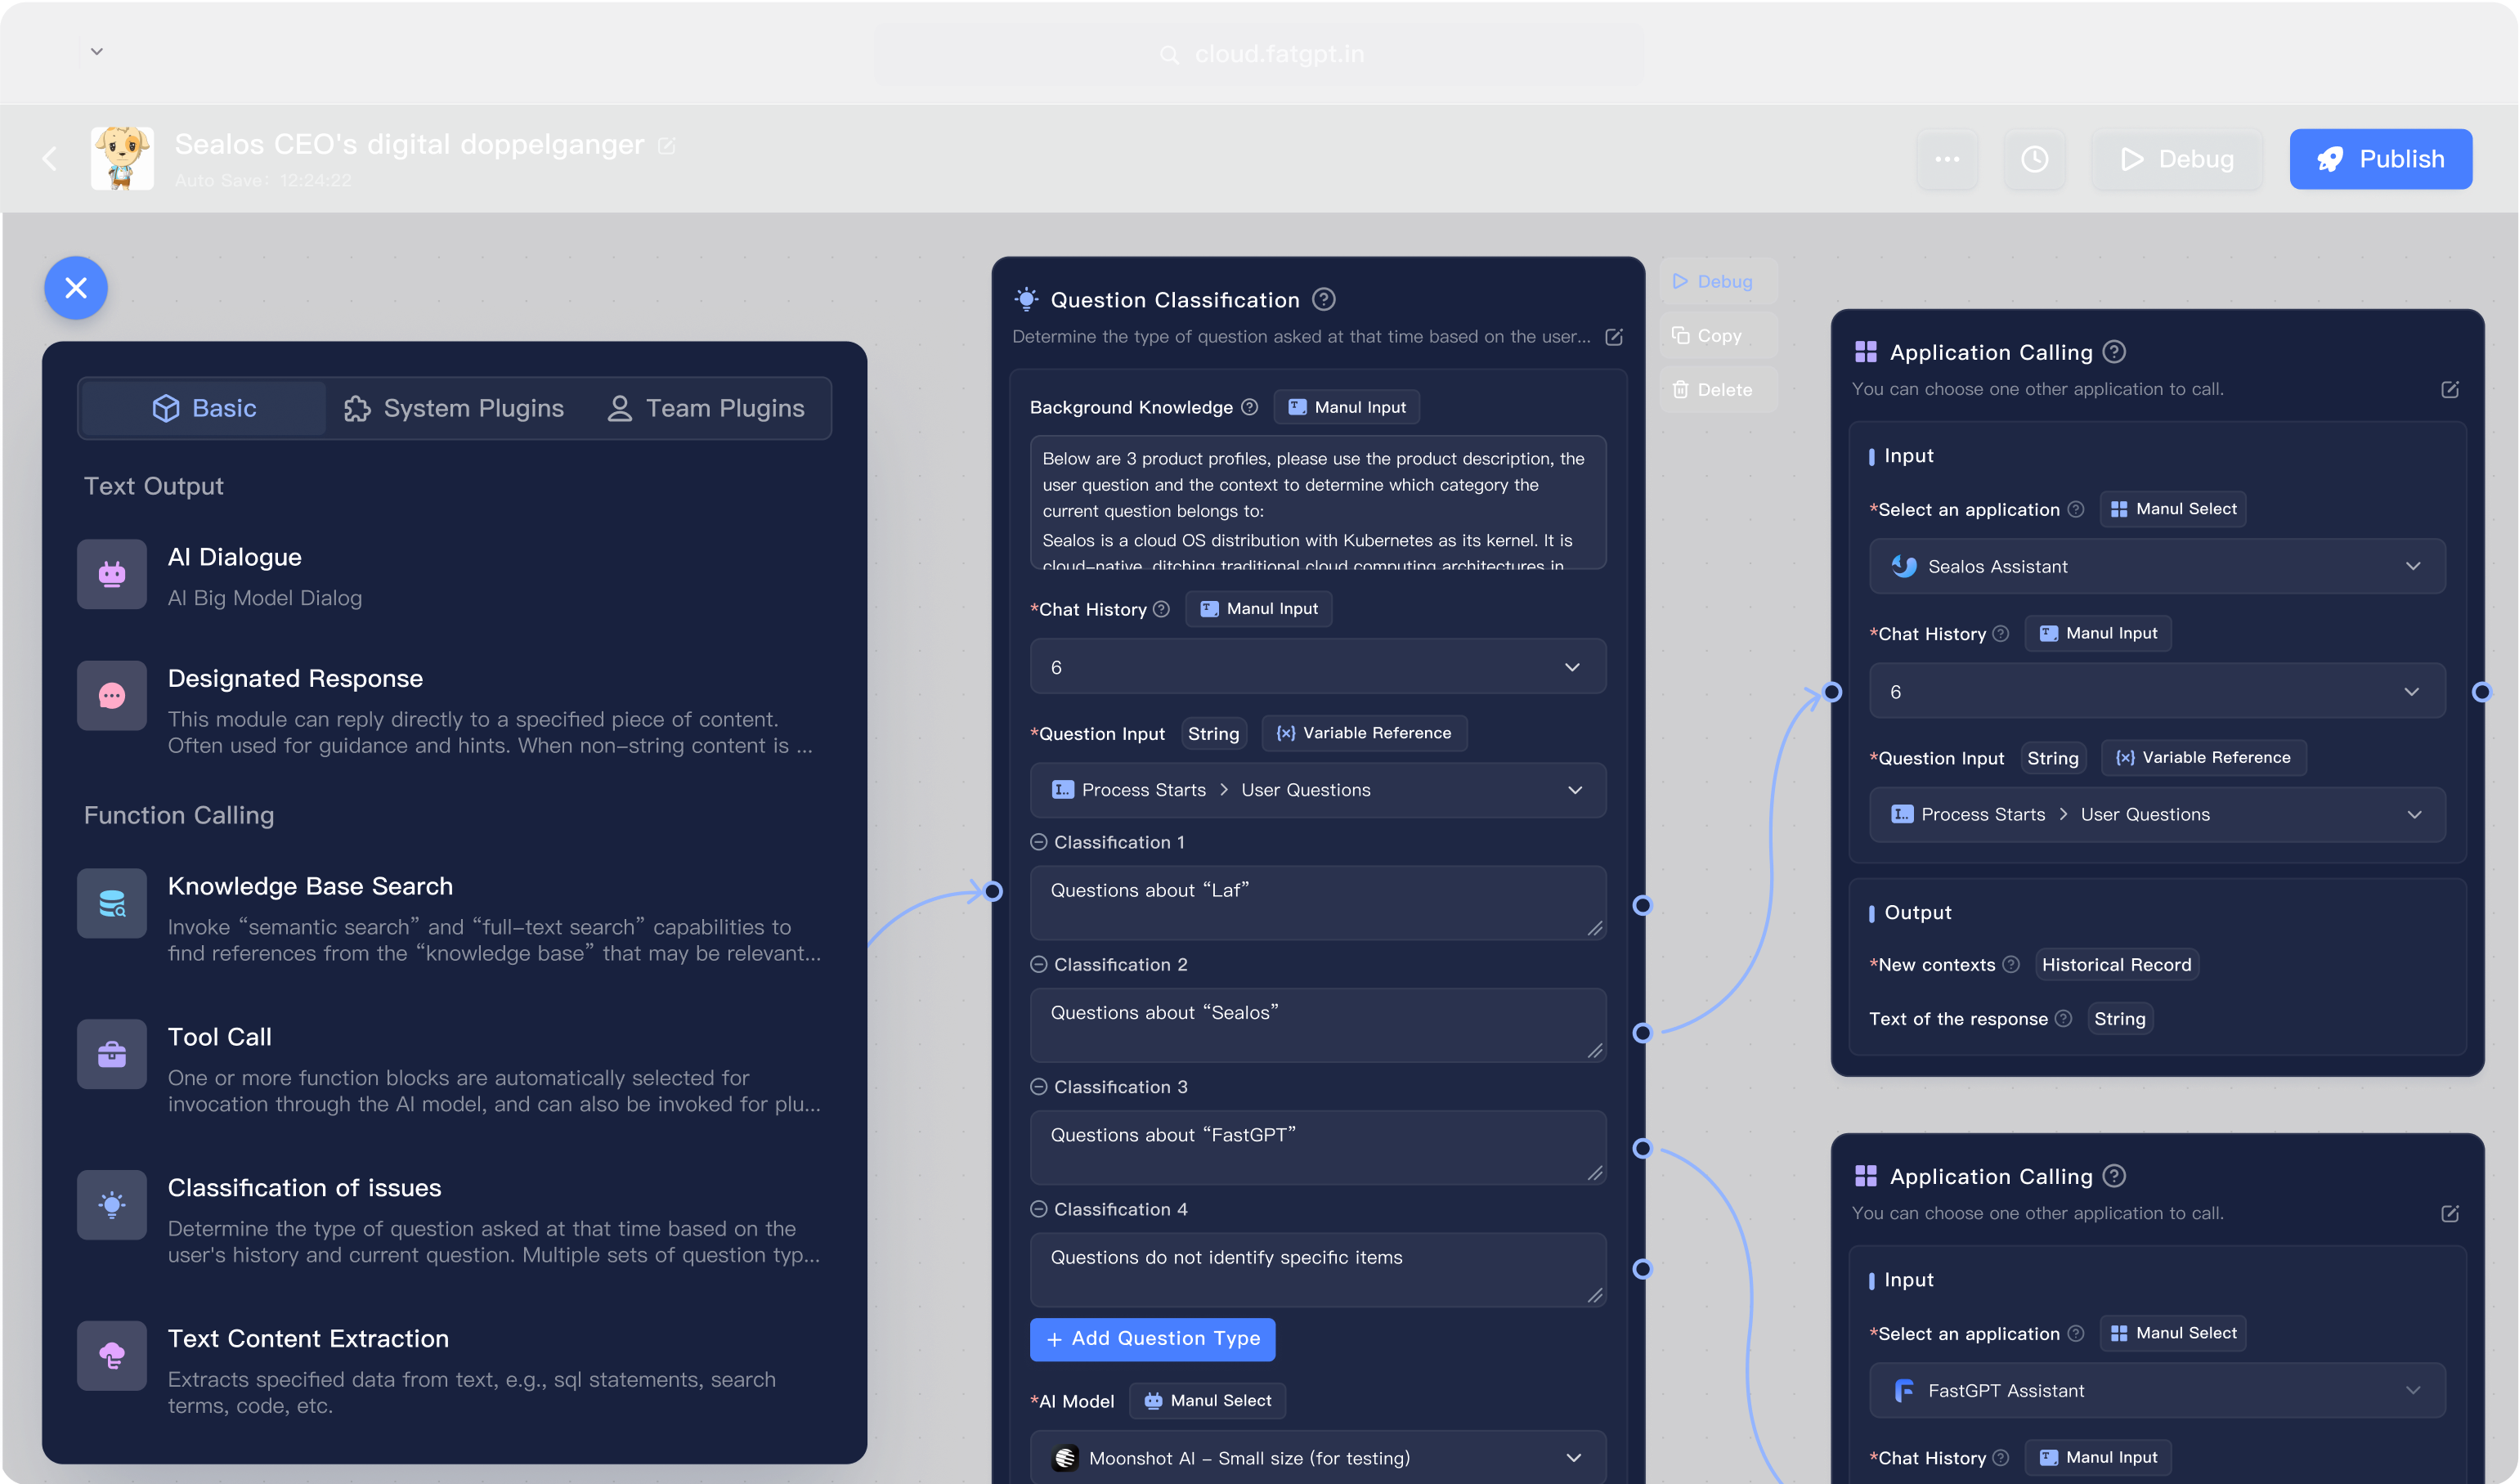 cloud.fatgpt.in
Sealos CEO's digital doppelganger
Auto Save: 12:24:22
Debug
Publish
Basic
System Plugins
Team Plugins
Text Output
AI Dialogue
AI Big Model Dialog
Designated Response
This module can reply directly to a specified piece of content.
Often used for guidance and hints. When non-string content is ...
Function Calling
Knowledge Base Search
Invoke “semantic search” and “full-text search” capabilities to
find references from the “knowledge base” that may be relevant...
Tool Call
One or more function blocks are automatically selected for
invocation through the AI model, and can also be invoked for plu...
Classification of issues
Determine the type of question asked at that time based on the
user's history and current question. Multiple sets of question typ...
Text Content Extraction
Extracts specified data from text, e.g., sql statements, search
terms, code, etc.
Question Classification
Determine the type of question asked at that time based on the user...
Background Knowledge
Manul Input
Below are 3 product profiles, please use the product description, the
user question and the context to determine which category the
current question belongs to:
Sealos is a cloud OS distribution with Kubernetes as its kernel. It is
cloud-native, ditching traditional cloud computing architectures in
*Chat History
Manul Input
6
*Question Input
String
Variable Reference
Process Starts > User Questions
Classification 1
Questions about “Laf”
Classification 2
Questions about “Sealos”
Classification 3
Questions about “FastGPT”
Classification 4
Questions do not identify specific items
+ Add Question Type
*AI Model
Manul Select
Moonshot AI - Small size (for testing)
Debug
Copy
Delete
Application Calling
You can choose one other application to call.
Input
*Select an application
Manul Select
Sealos Assistant
*Chat History
Manul Input
6
*Question Input
String
Variable Reference
Process Starts > User Questions
Output
*New contexts
Historical Record
Text of the response
String
Application Calling
You can choose one other application to call.
Input
*Select an application
Manul Select
FastGPT Assistant
*Chat History
Manul Input